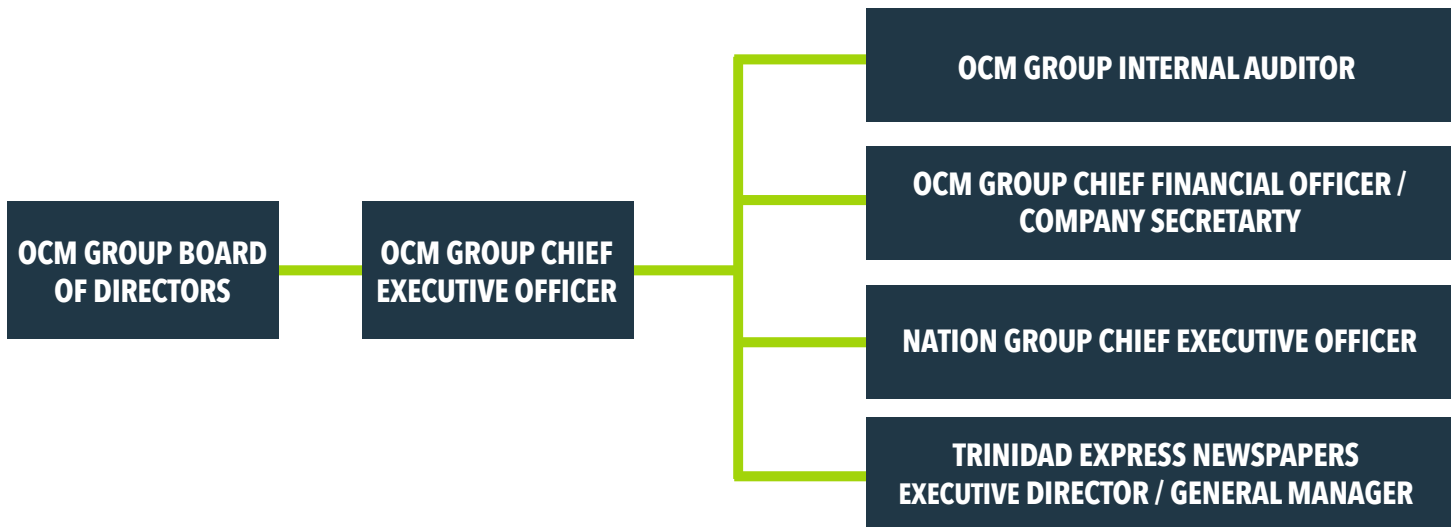 OCM GROUP BOARD
OF DIRECTORS
OCM GROUP CHIEF
EXECUTIVE OFFICER
OCM GROUP INTERNAL AUDITOR
OCM GROUP CHIEF FINANCIAL OFFICER /
COMPANY SECRETARTY
NATION GROUP CHIEF EXECUTIVE OFFICER
TRINIDAD EXPRESS NEWSPAPERS
EXECUTIVE DIRECTOR / GENERAL MANAGER